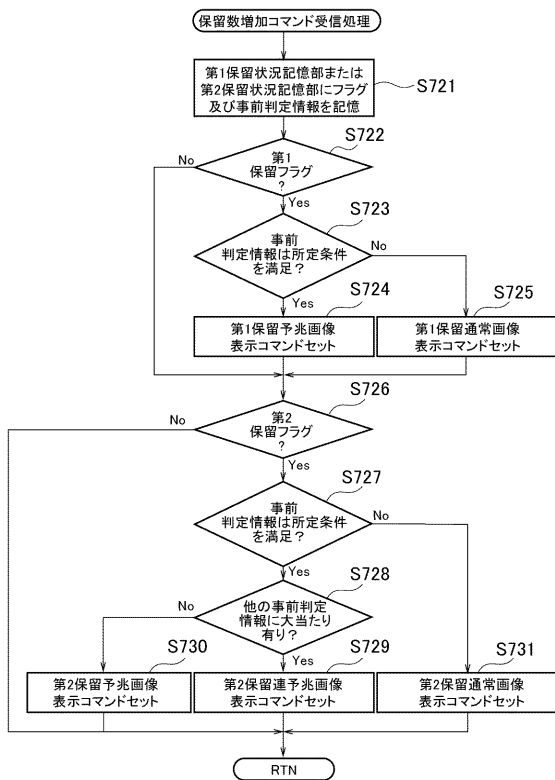 保留数増加コマンド受信処理
第1保留状況記憶部または
第2保留状況記憶部にフラグ
及び事前判定情報を記憶
S721
S722
第1
保留フラグ
?
No
Yes
S723
事前
判定情報は所定条件
を満足?
No
Yes
S724
S725
第1保留予兆画像
表示コマンドセット
第1保留通常画像
表示コマンドセット
S726
第2
保留フラグ
?
No
Yes
S727
事前
判定情報は所定条件
を満足?
No
Yes
S728
他の事前判定
情報に大当たり
有り?
No
Yes
S730
S729
S731
第2保留予兆画像
表示コマンドセット
第2保留連予兆画像
表示コマンドセット
第2保留通常画像
表示コマンドセット
RTN